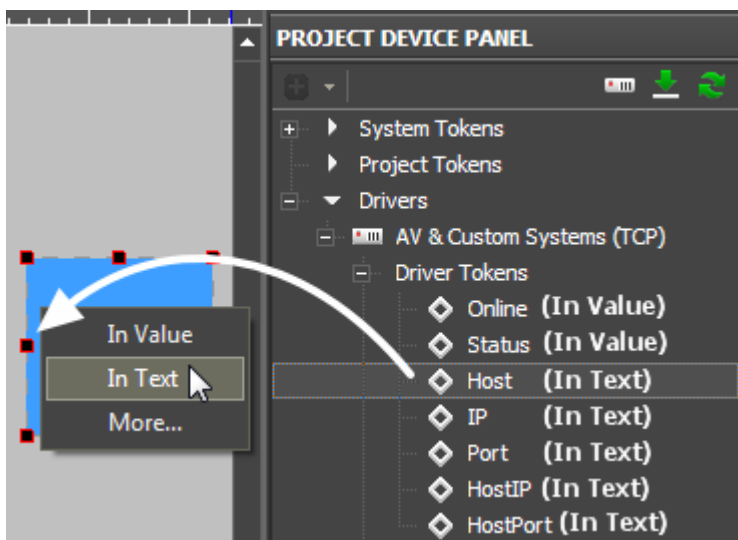 PROJECT DEVICE PANEL
System Tokens
Project Tokens
Drivers
AV & Custom Systems (TCP)
Driver Tokens
Online (In Value)
Status (In Value)
Host (In Text)
IP (In Text)
Port (In Text)
HostIP (In Text)
HostPort (In Text)
In Value
In Text
More...